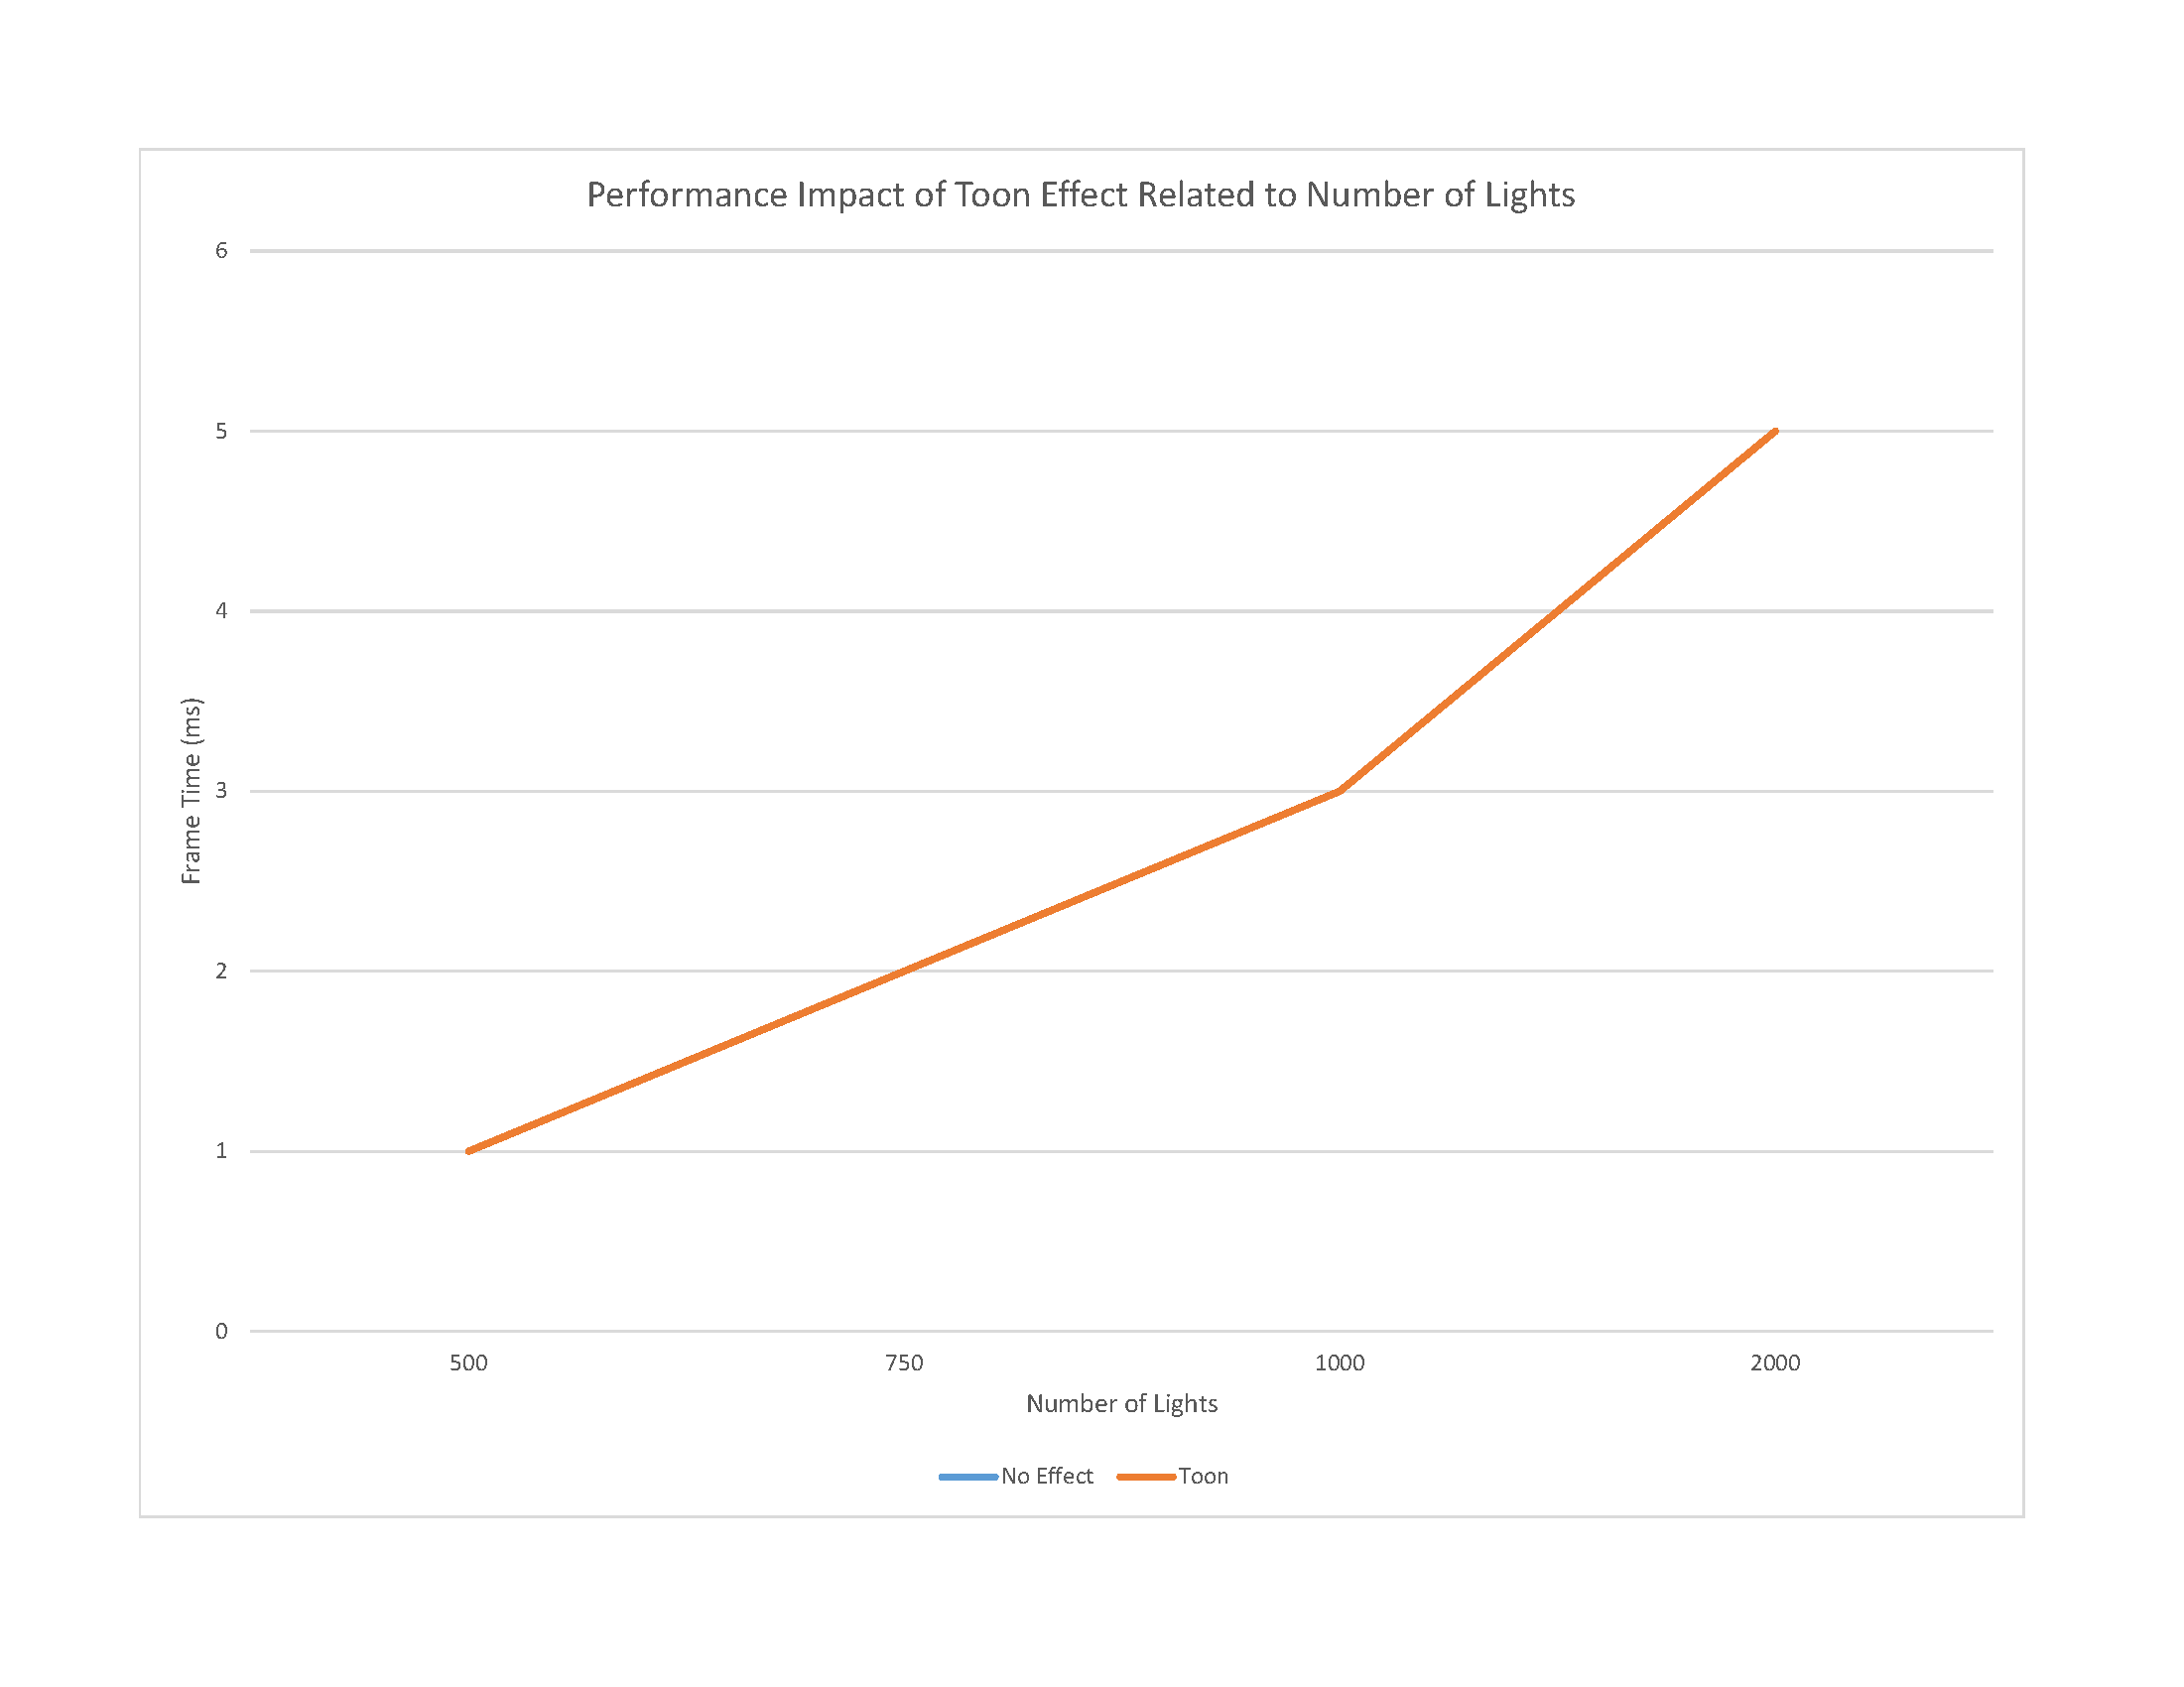 Performance Impact of Toon Effect Related to Number of Lights
6
5
4
3
2
1
0
Frame Time (ms)
500 750 1000 2000
Number of Lights
No Effect Toon